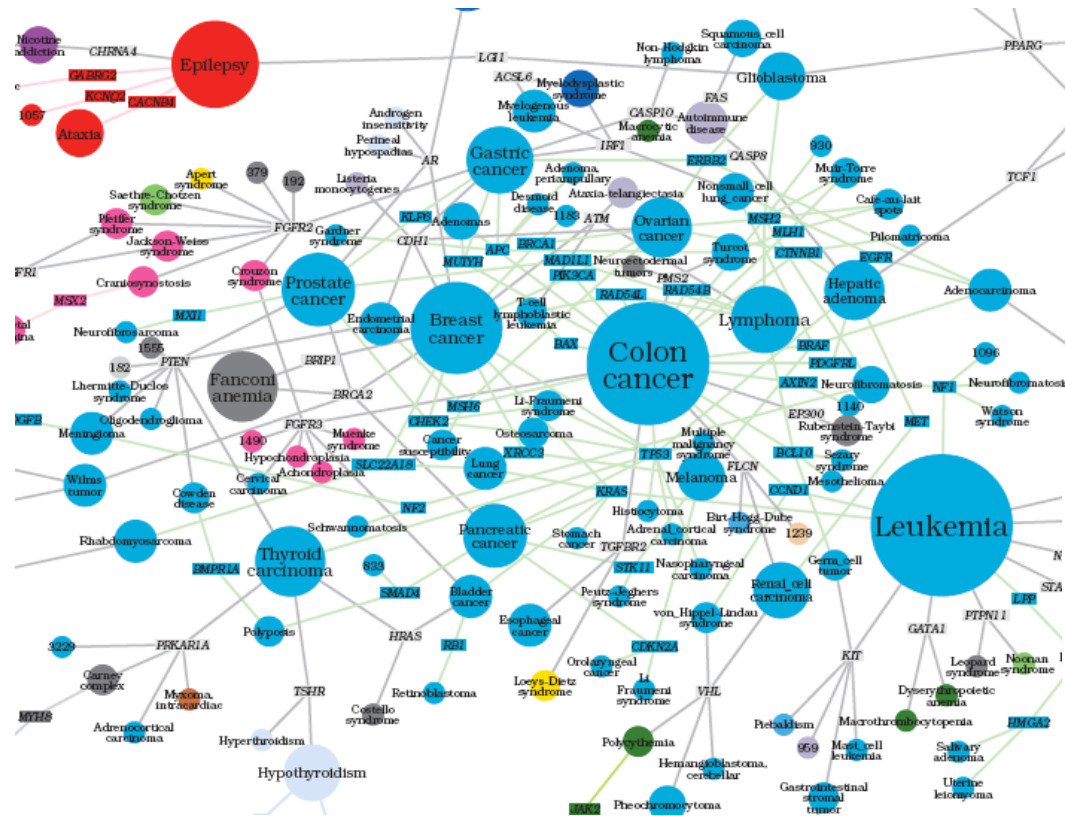 Nicotine
addiction
CHRNA4
GABRG2
KCNQ2
CACNB4
1057
Ataxia
Epilepsy
LGI1
PPARG
Squamous_cell
carcinoma
Non-Hodgkin
lymphoma
Glioblastoma
ACSL6
Myelodysplastic
syndrome
Myelogenous
leukemia
CASP10
Macrocytic
anemia
FAS
Autoimmune
disease
IRF1
Androgen
insensitivity
Perineal
hypospadias
AR
Listeria
monocytogenes
Gastric
cancer
ERBB2
CASP8
930
Muir-Torre
syndrome
TCF1
Apert
syndrome
379
192
Saethre-Chotzen
syndrome
Pfeiffer
syndrome
Jackson-Weiss
syndrome
FGFR2
Gardner
syndrome
Adenoma,
periampullary
Desmoid
disease
1183
Ataxia-telangiectasia
ATM
Nonsmall_cell
lung_cancer
Cafe-au-lait
spots
KLF6
Adenomas
CDH1
MSH2
MLH1
Pilomatricoma
Ovarian
cancer
BRCA1
APC
MUTYH
MAD1L1
PIK3CA
Neuroectodermal
tumors
PMS2
Turcot
syndrome
CTNNB1
EGFR
FGFR1
Craniosynostosis
Crouzon
syndrome
MSX2
MXI1
Prostate
cancer
RAD54L
RAD54B
Hepatic
adenoma
Adenocarcinoma
Neurofibrosarcoma
Endometrial
carcinoma
Breast
cancer
T-cell
lymphoblastic
leukemia
Lymphoma
BAX
Colon
cancer
BRAF
PDGFRL
1555
182
PTEN
BRIP1
Fanconi
anemia
BRCA2
AXIN2
Neurofibromatosis
NF1
1096
Neurofibromatosis
Lhermitte-Duclos
syndrome
Oligodendroglioma
Meningioma
MSH6
CHEK2
Li-Fraumeni
syndrome
Osteosarcoma
EP300
1140
Rubenstein-Taybi
syndrome
MET
Watson
syndrome
FGFR3
1490
Muenke
syndrome
Hypochondroplasia
Achondroplasia
SLC22A18
Cancer
susceptibility
XRCC3
Multiple
malignancy
syndrome
TP53
BCL10
Sezary
syndrome
Mesothelioma
Wilms
tumor
Cowden
disease
Cervical
carcinoma
Lung
cancer
Melanoma
FLCN
CCND1
KRAS
NF2
Histiocytoma
Birt-Hogg-Dube
syndrome
1239
Leukemia
Rhabdomyosarcoma
Schwannomatosis
Pancreatic
cancer
Stomach
cancer
TGFBR2
Adrenal_cortical
carcinoma
Germ_cell
tumor
Thyroid
carcinoma
BMPR1A
833
SMAD4
Bladder
cancer
STK11
Nasopharyngeal
carcinoma
Peutz-Jeghers
syndrome
Renal_cell
carcinoma
von_Hippel-Lindau
syndrome
LPP
PTPN11
GATA1
Polyposis
Esophageal
cancer
HRAS
RB1
CDKN2A
KIT
3229
PRKAR1A
Carney
complex
MYH8
Myxoma,
intracardiac
Adrenocortical
carcinoma
TSHR
Retinoblastoma
Costello
syndrome
Loeys-Dietz
syndrome
Orolaryngeal
cancer
Li
Fraumeni
syndrome
VHL
Leopard
syndrome
Noonan
syndrome
Dyserythropoietic
anemia
Macrothrombocytopenia
HMGA2
Hyperthroidism
Hypothyroidism
Polycythemia
Hemangioblastoma,
cerebellar
Piebaldism
959
Mast_cell
leukemia
Salivary
adenoma
Uterine
leiomyoma
Gastrointestinal
stromal
tumor
Pheochromocytoma
JAK2